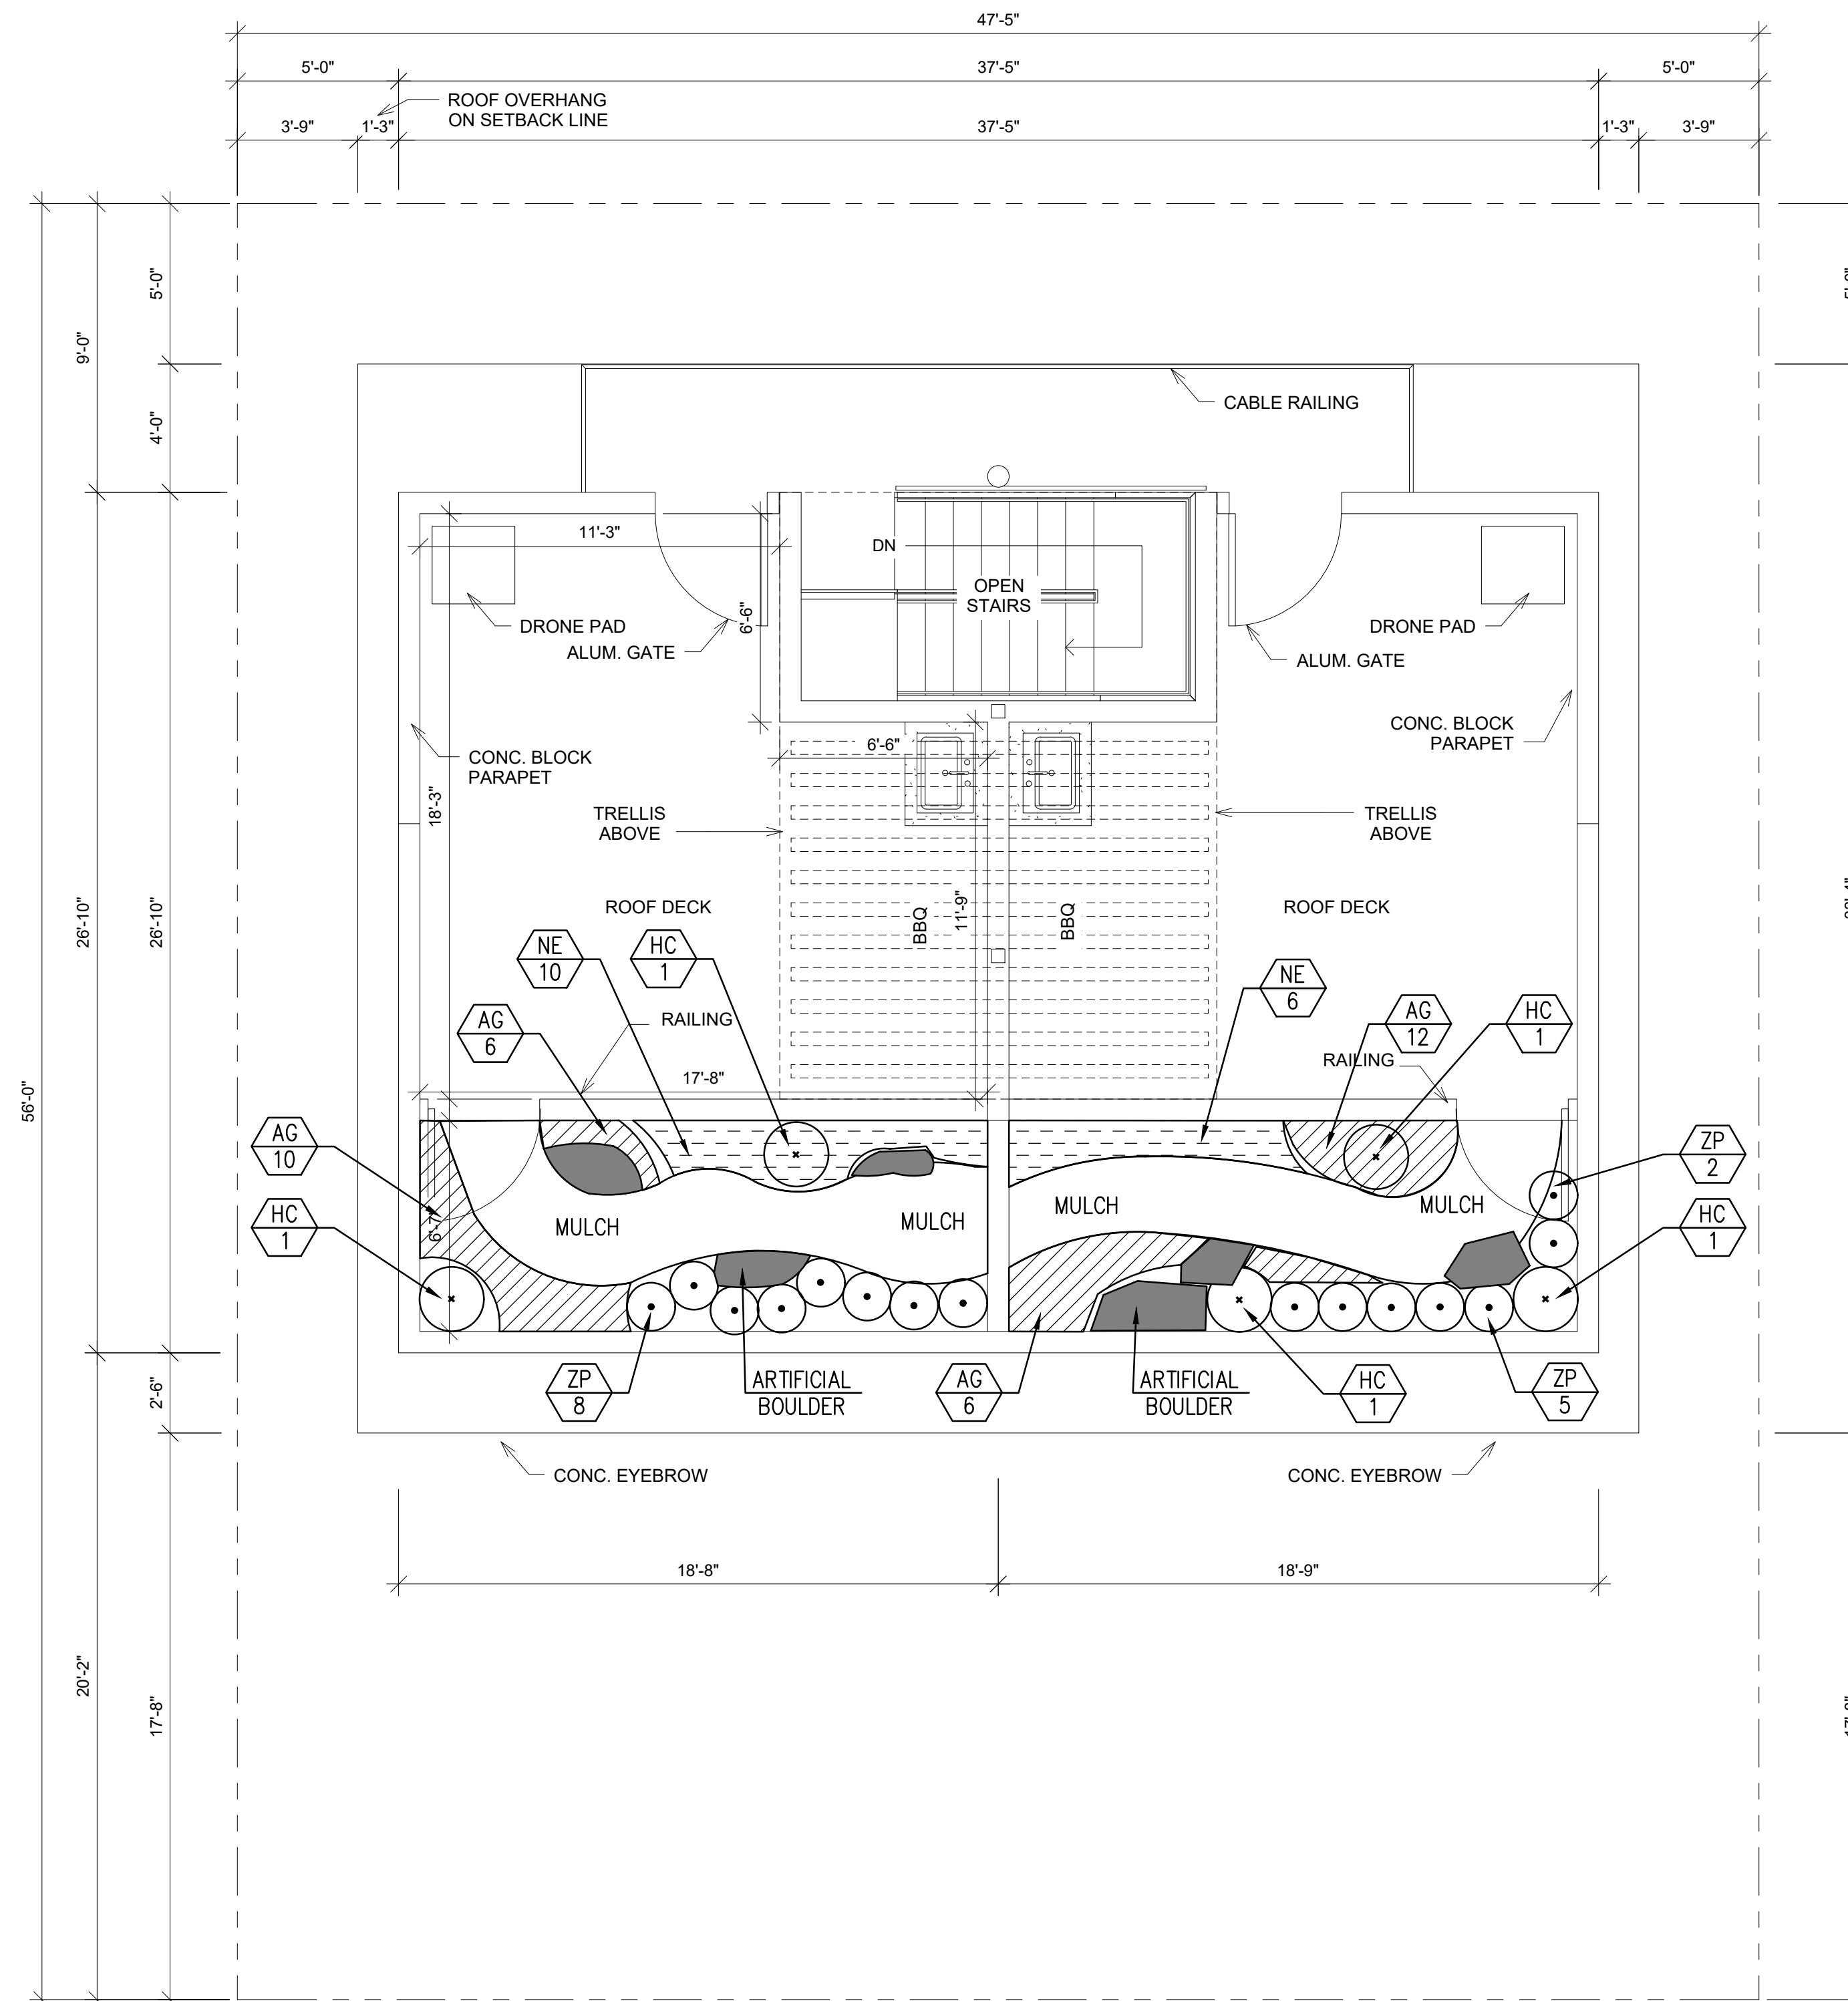 47'-5"
5'-0"
37'-5"
5'-0"
ROOF OVERHANG
ON SETBACK LINE
3'-9"
1'-3"
37'-5"
1'-3"
3'-9"
5'-0"
9'-0"
4'-0"
CABLE RAILING
11'-3"
DN
OPEN
STAIRS
6'-6"
DRONE PAD
ALUM. GATE
DRONE PAD
ALUM. GATE
CONC. BLOCK
PARAPET
CONC. BLOCK
PARAPET
6'-6"
18'-3"
TRELLIS
ABOVE
TRELLIS
ABOVE
26'-10"
26'-10"
ROOF DECK
BBQ
11'-9"
BBQ
ROOF DECK
NE
10
HC
1
NE
6
AG
6
RAILING
AG
12
HC
1
RAILING
17'-8"
56'-0"
AG
10
ZP
2
HC
1
6'-7"
MULCH
MULCH
MULCH
MULCH
HC
1
2'-6"
ZP
8
ARTIFICIAL
BOULDER
AG
6
ARTIFICIAL
BOULDER
HC
1
ZP
5
CONC. EYEBROW
CONC. EYEBROW
18'-8"
18'-9"
20'-2"
17'-8"